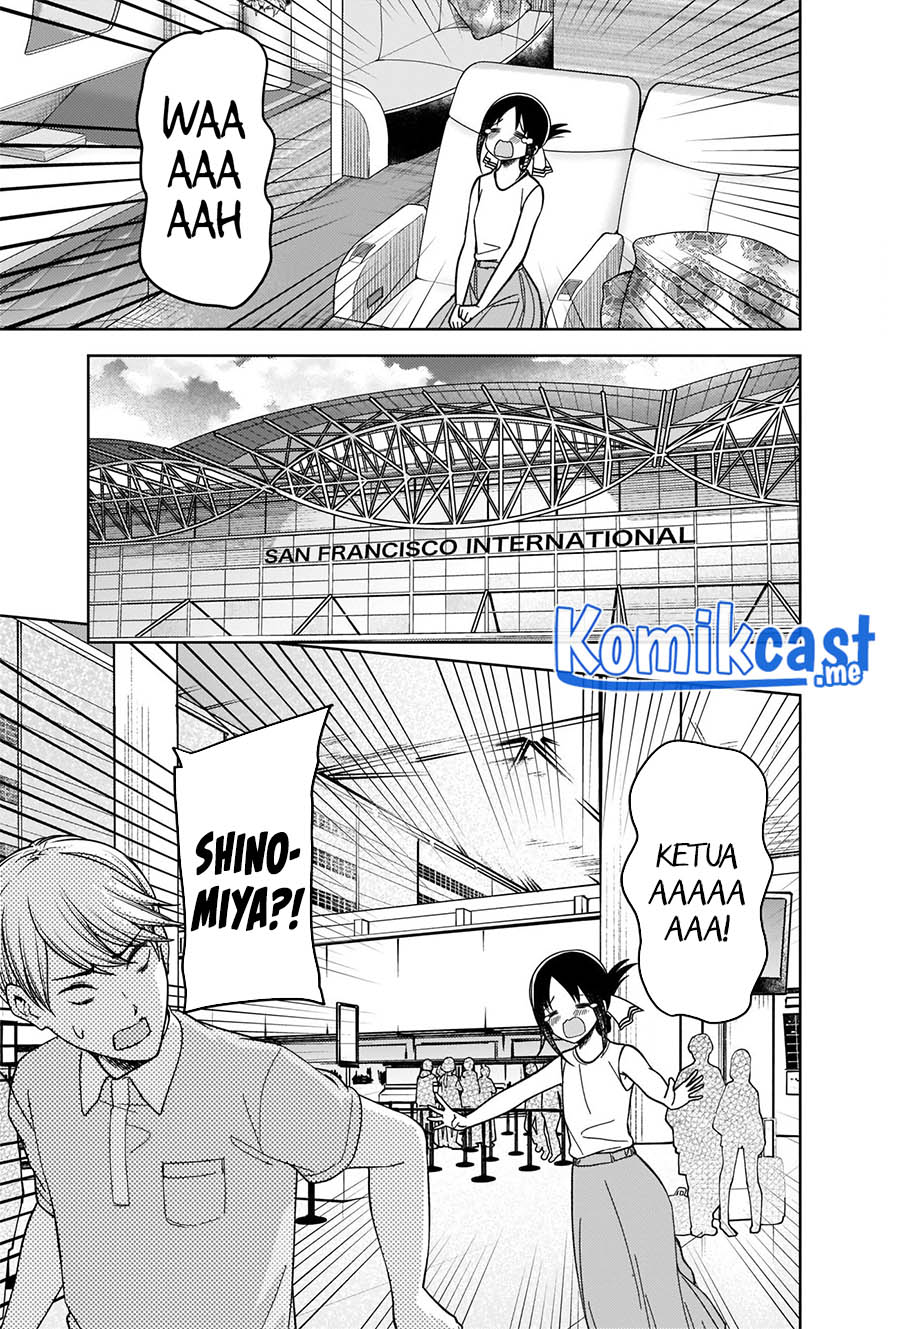 WAA
AAA
AAH
SAN FRANCISCO INTERNATIONAL
Komikcast
.me
KETUA
AAAAA
AAA!
SHINO-
MIYA?!